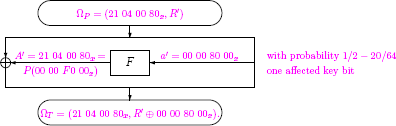 Ω_P = (21 04 00 80_x, R′)
A′ = 21 04 00 80_x =
P(00 00 F0 00_x)
F
a′ = 00 00 80 00_x
with probability 1/2 − 20/64
one affected key bit
Ω_T = (21 04 00 80_x, R′ ⊕ 00 00 80 00_x).